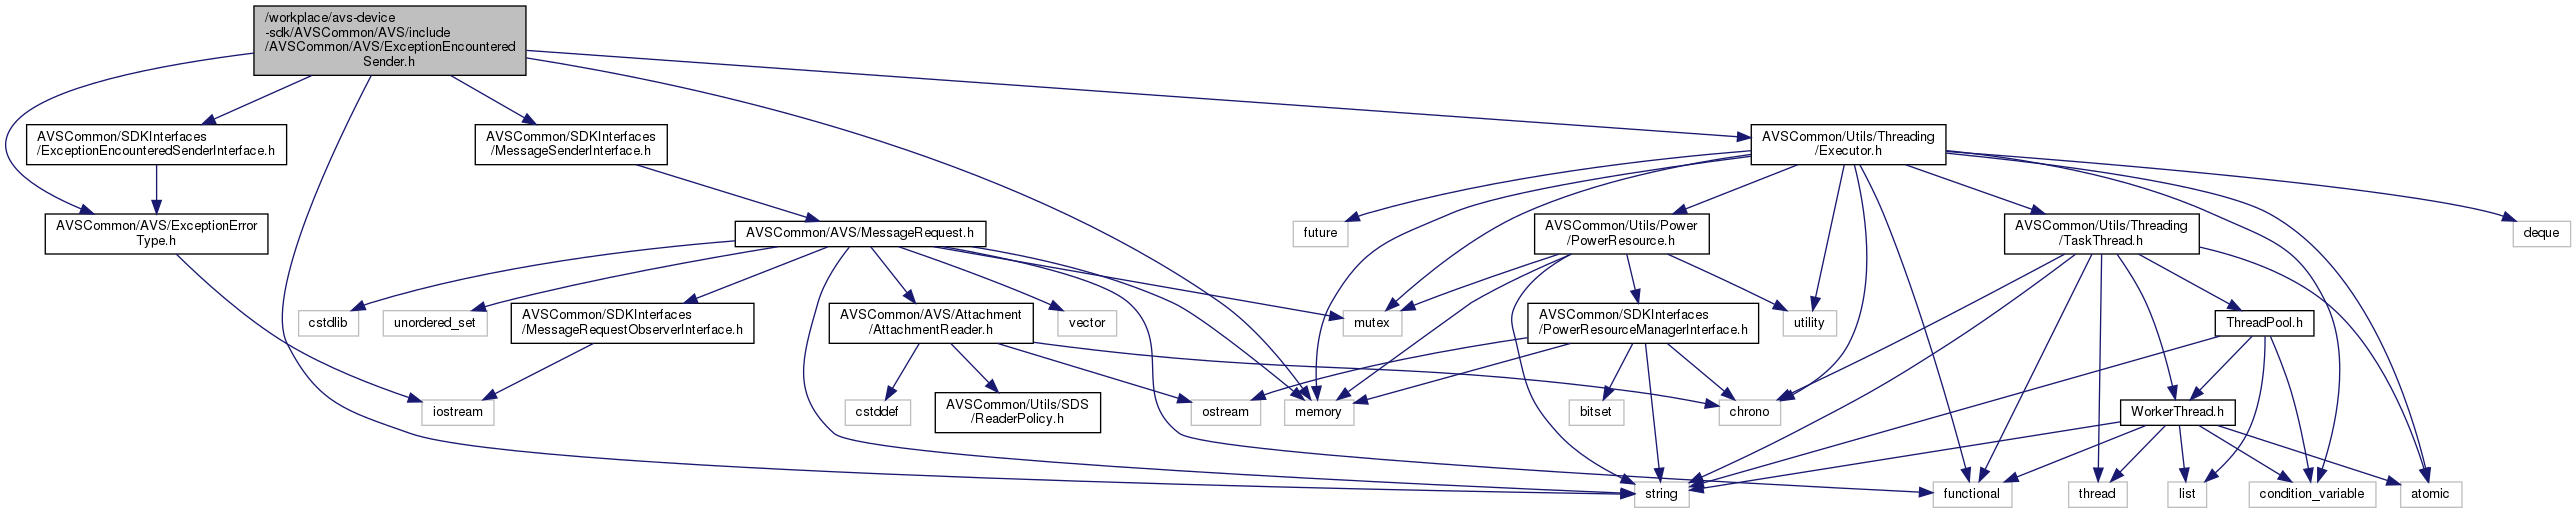 /workplace/avs-device
-sdk/AVSCommon/AVS/include
/AVSCommon/AVS/ExceptionEncountered
Sender.h
AVSCommon/SDKInterfaces
/ExceptionEncounteredSenderInterface.h
AVSCommon/SDKInterfaces
/MessageSenderInterface.h
AVSCommon/Utils/Threading
/Executor.h
AVSCommon/AVS/ExceptionError
Type.h
AVSCommon/AVS/MessageRequest.h
future
AVSCommon/Utils/Power
/PowerResource.h
AVSCommon/Utils/Threading
/TaskThread.h
deque
cstdlib
unordered_set
AVSCommon/SDKInterfaces
/MessageRequestObserverInterface.h
AVSCommon/AVS/Attachment
/AttachmentReader.h
vector
mutex
AVSCommon/SDKInterfaces
/PowerResourceManagerInterface.h
utility
ThreadPool.h
iostream
cstddef
AVSCommon/Utils/SDS
/ReaderPolicy.h
ostream
memory
bitset
chrono
WorkerThread.h
string
functional
thread
list
condition_variable
atomic